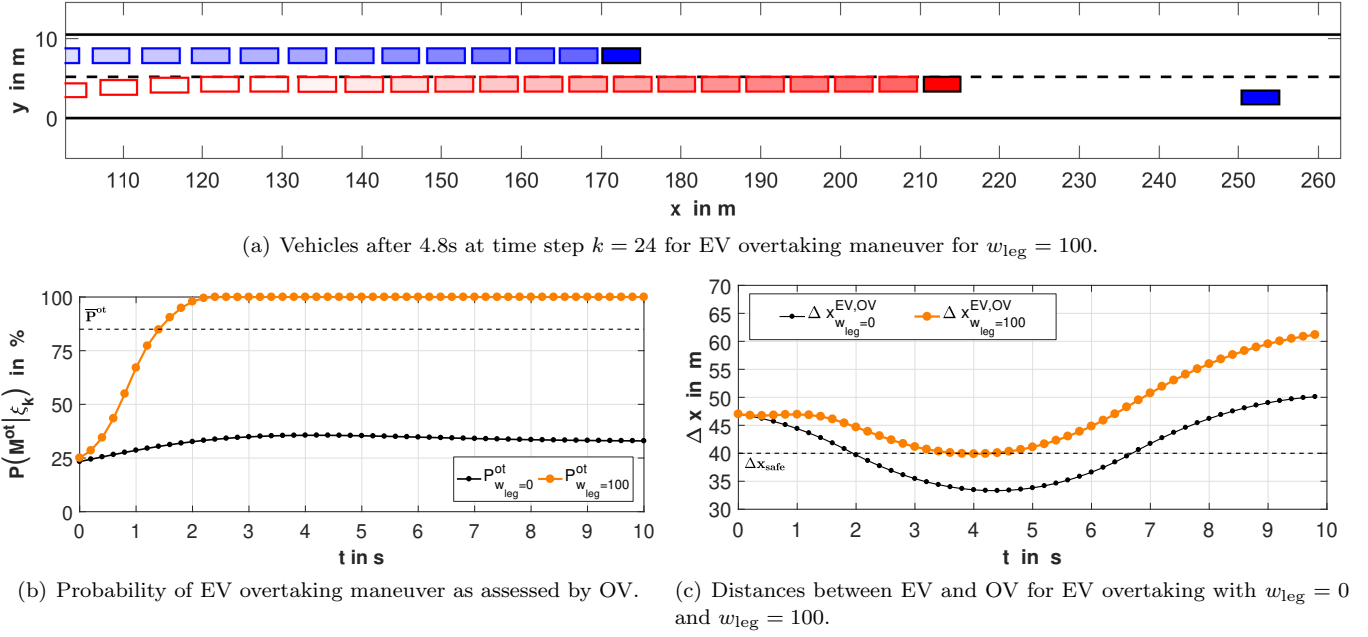 10
0
y in m
110 120 130 140 150 160 170 180 190 200 210 220 230 240 250 260
x in m
(a) Vehicles after 4.8s at time step k = 24 for EV overtaking maneuver for w_leg = 100.
100
75
50
25
0
P(M^ot | ξ_k) in %
P̅^ot
P^ot_{w_leg=0} P^ot_{w_leg=100}
0 1 2 3 4 5 6 7 8 9 10
t in s
(b) Probability of EV overtaking maneuver as assessed by OV.
70
65
60
55
50
45
40
35
30
Δ x in m
Δ x^{EV,OV}_{w_leg=0} Δ x^{EV,OV}_{w_leg=100}
Δx_safe
0 1 2 3 4 5 6 7 8 9 10
t in s
(c) Distances between EV and OV for EV overtaking with w_leg = 0
and w_leg = 100.